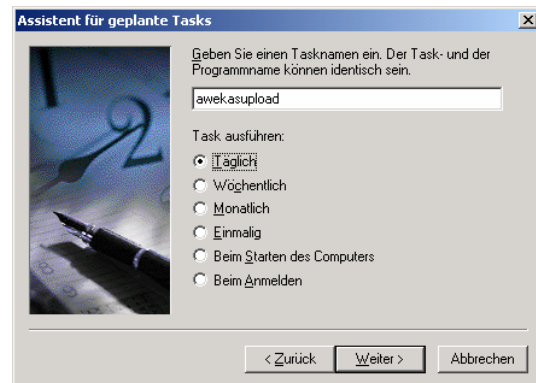 Assistent für geplante Tasks
Geben Sie einen Tasknamen ein. Der Task- und der
Programmname können identisch sein.
awekasupload
Task ausführen:
Täglich
Wöchentlich
Monatlich
Einmalig
Beim Starten des Computers
Beim Anmelden
< Zurück
Weiter >
Abbrechen